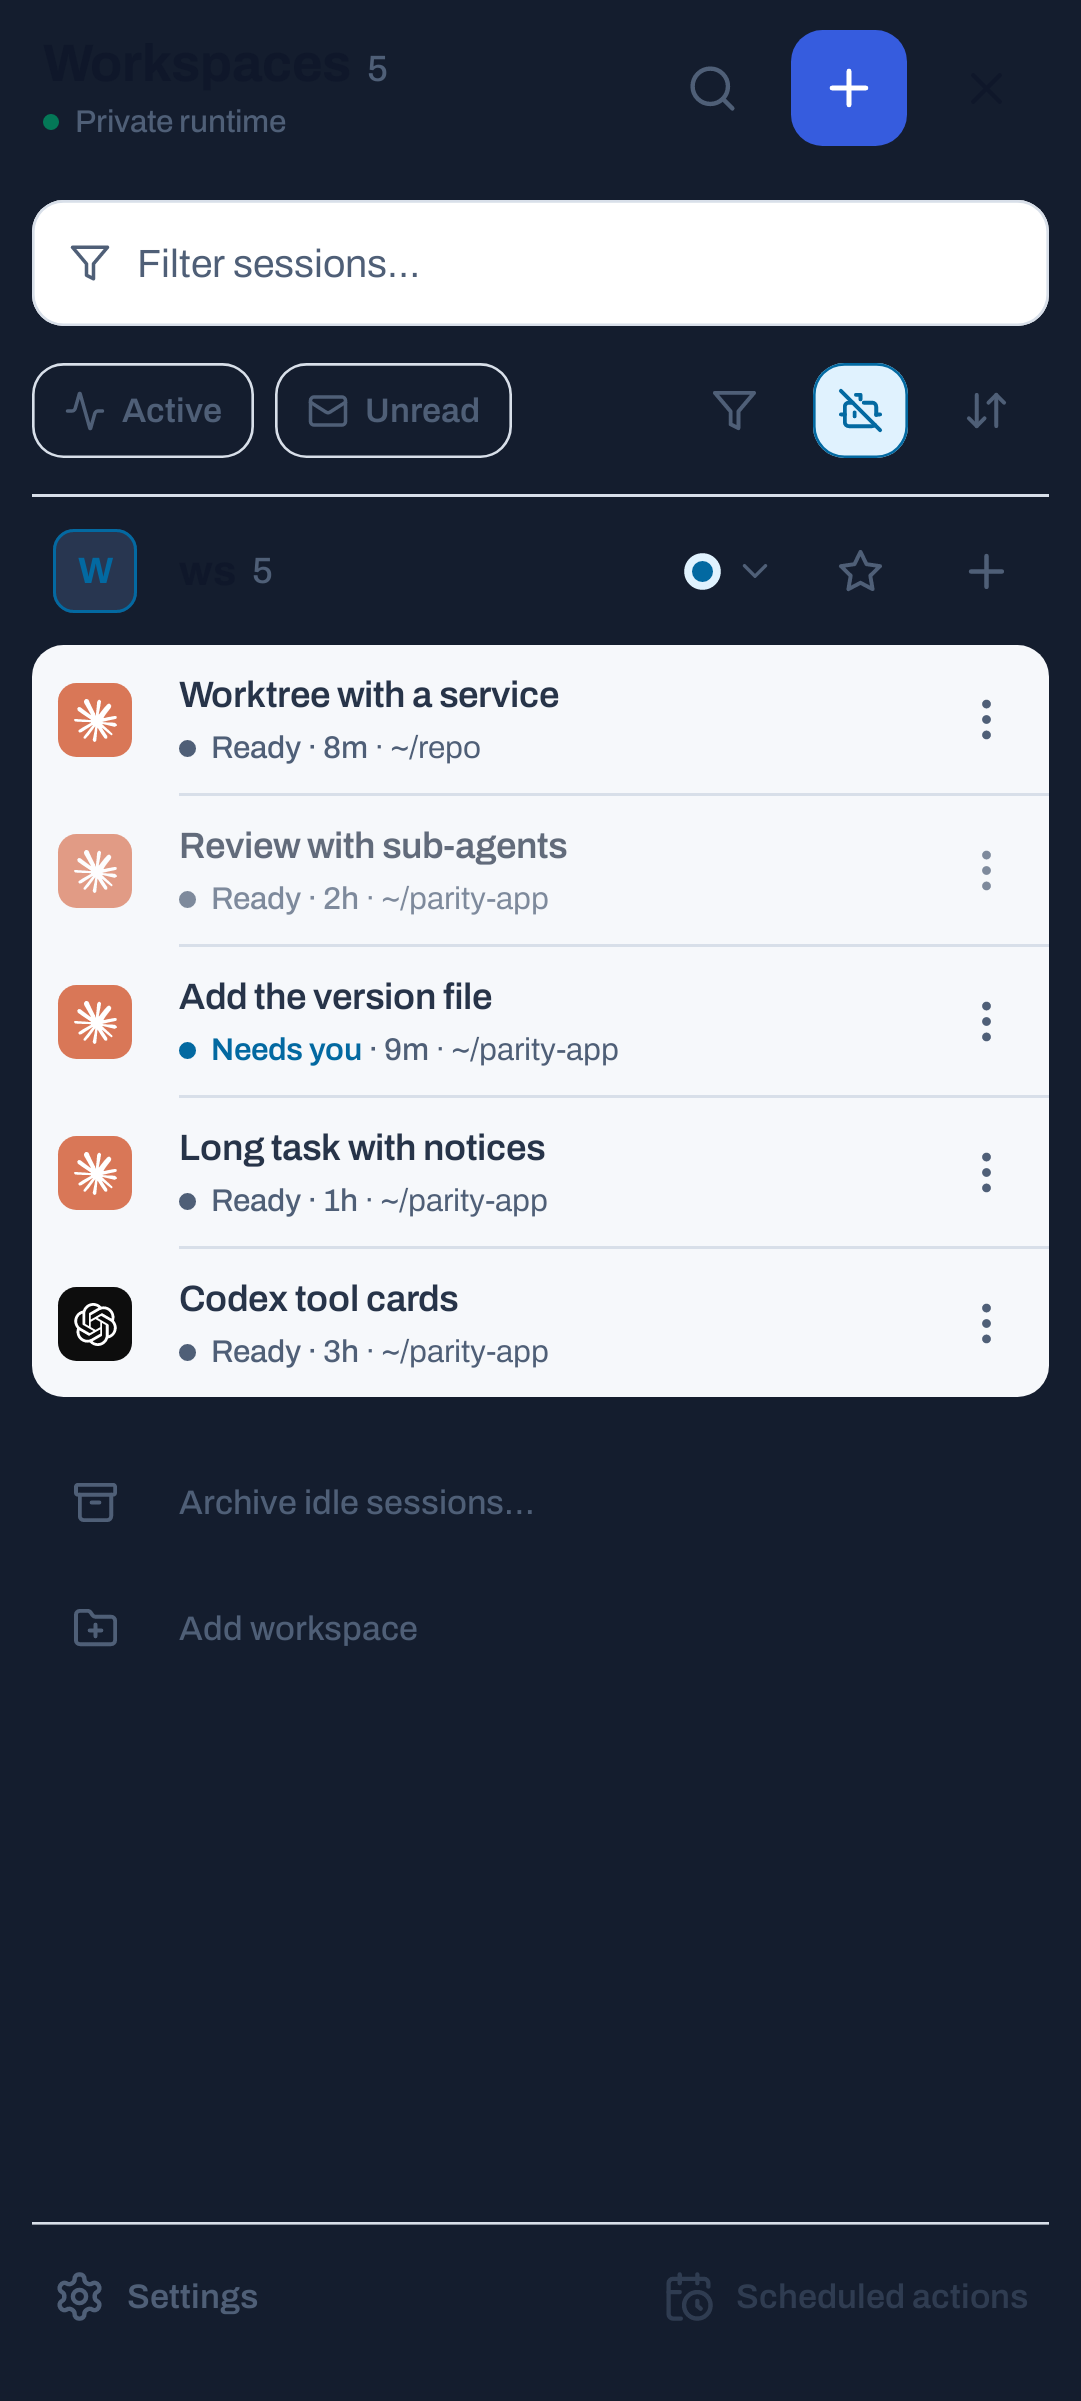 Workspaces 5
Private runtime
Filter sessions...
Active
Unread
W
ws 5
Worktree with a service
Ready · 8m · ~/repo
Review with sub-agents
Ready · 2h · ~/parity-app
Add the version file
Needs you · 9m · ~/parity-app
Long task with notices
Ready · 1h · ~/parity-app
Codex tool cards
Ready · 3h · ~/parity-app
Archive idle sessions...
Add workspace
Settings
Scheduled actions